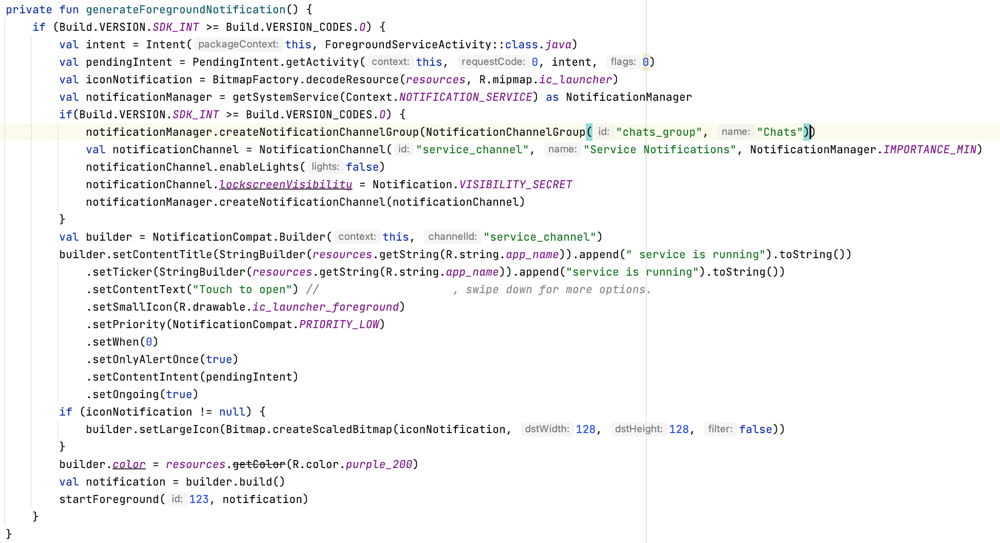 private fun generateForegroundNotification() {
if (Build.VERSION.SDK_INT >= Build.VERSION_CODES.O) {
val intent = Intent( packageContext: this, ForegroundServiceActivity::class.java)
val pendingIntent = PendingIntent.getActivity( context: this, requestCode: 0, intent, flags: 0)
val iconNotification = BitmapFactory.decodeResource(resources, R.mipmap.ic_launcher)
val notificationManager = getSystemService(Context.NOTIFICATION_SERVICE) as NotificationManager
if(Build.VERSION.SDK_INT >= Build.VERSION_CODES.O) {
notificationManager.createNotificationChannelGroup(NotificationChannelGroup( id: "chats_group", name: "Chats"))
val notificationChannel = NotificationChannel( id: "service_channel", name: "Service Notifications", NotificationManager.IMPORTANCE_MIN)
notificationChannel.enableLights( lights: false)
notificationChannel.lockscreenVisibility = Notification.VISIBILITY_SECRET
notificationManager.createNotificationChannel(notificationChannel)
}
val builder = NotificationCompat.Builder( context: this, channelId: "service_channel")
builder.setContentTitle(StringBuilder(resources.getString(R.string.app_name)).append(" service is running").toString())
.setTicker(StringBuilder(resources.getString(R.string.app_name)).append("service is running").toString())
.setContentText("Touch to open") // , swipe down for more options.
.setSmallIcon(R.drawable.ic_launcher_foreground)
.setPriority(NotificationCompat.PRIORITY_LOW)
.setWhen(0)
.setOnlyAlertOnce(true)
.setContentIntent(pendingIntent)
.setOngoing(true)
if (iconNotification != null) {
builder.setLargeIcon(Bitmap.createScaledBitmap(iconNotification, dstWidth: 128, dstHeight: 128, filter: false))
}
builder.color = resources.getColor(R.color.purple_200)
val notification = builder.build()
startForeground( id: 123, notification)
}
}